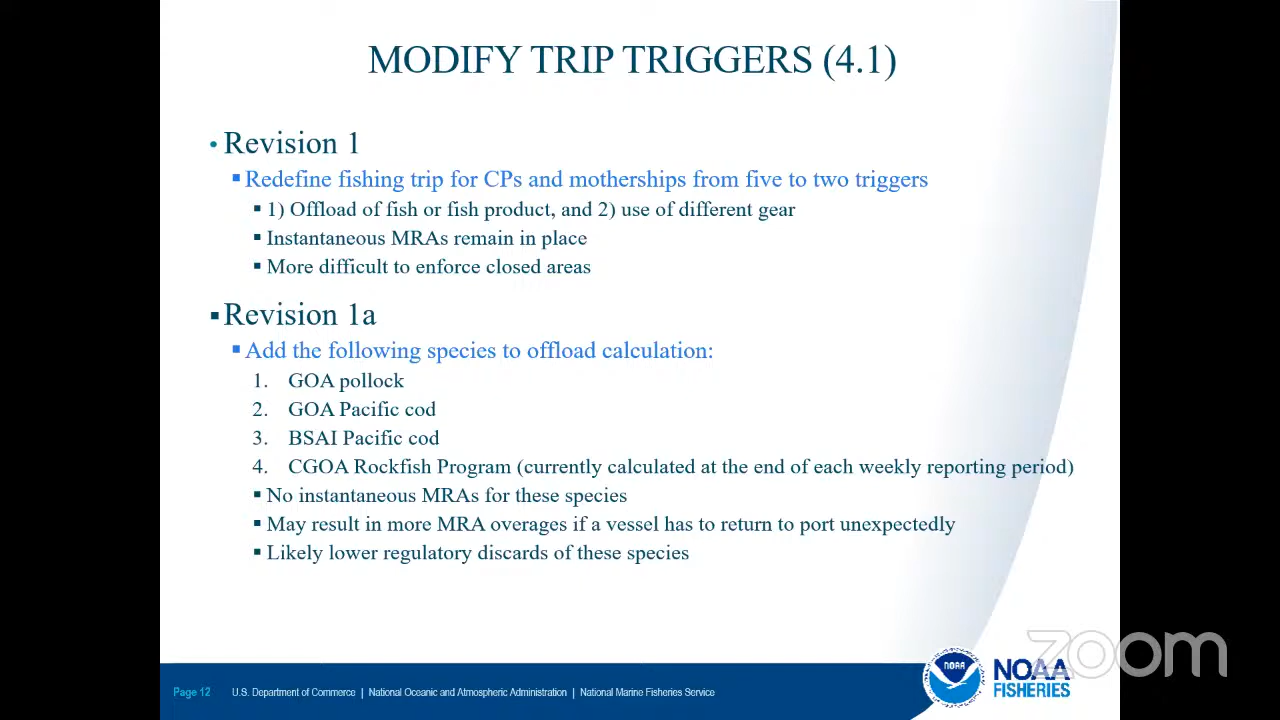 MODIFY TRIP TRIGGERS (4.1)
• Revision 1
▪ Redefine fishing trip for CPs and motherships from five to two triggers
▪ 1) Offload of fish or fish product, and 2) use of different gear
▪ Instantaneous MRAs remain in place
▪ More difficult to enforce closed areas
▪ Revision 1a
▪ Add the following species to offload calculation:
1. GOA pollock
2. GOA Pacific cod
3. BSAI Pacific cod
4. CGOA Rockfish Program (currently calculated at the end of each weekly reporting period)
▪ No instantaneous MRAs for these species
▪ May result in more MRA overages if a vessel has to return to port unexpectedly
▪ Likely lower regulatory discards of these species
zoom
Page 12 U.S. Department of Commerce | National Oceanic and Atmospheric Administration | National Marine Fisheries Service
NOAA
NOAA
FISHERIES